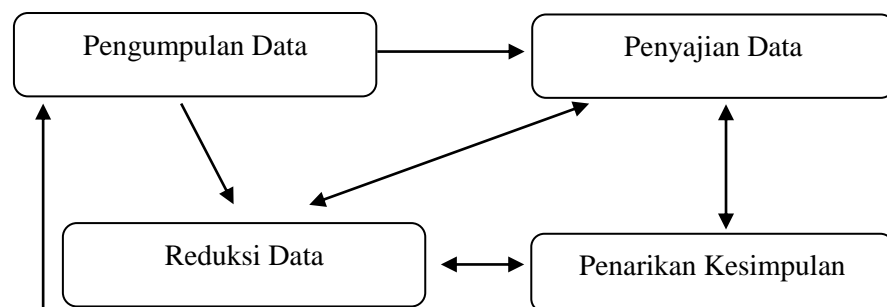 Pengumpulan Data
Penyajian Data
Reduksi Data
Penarikan Kesimpulan